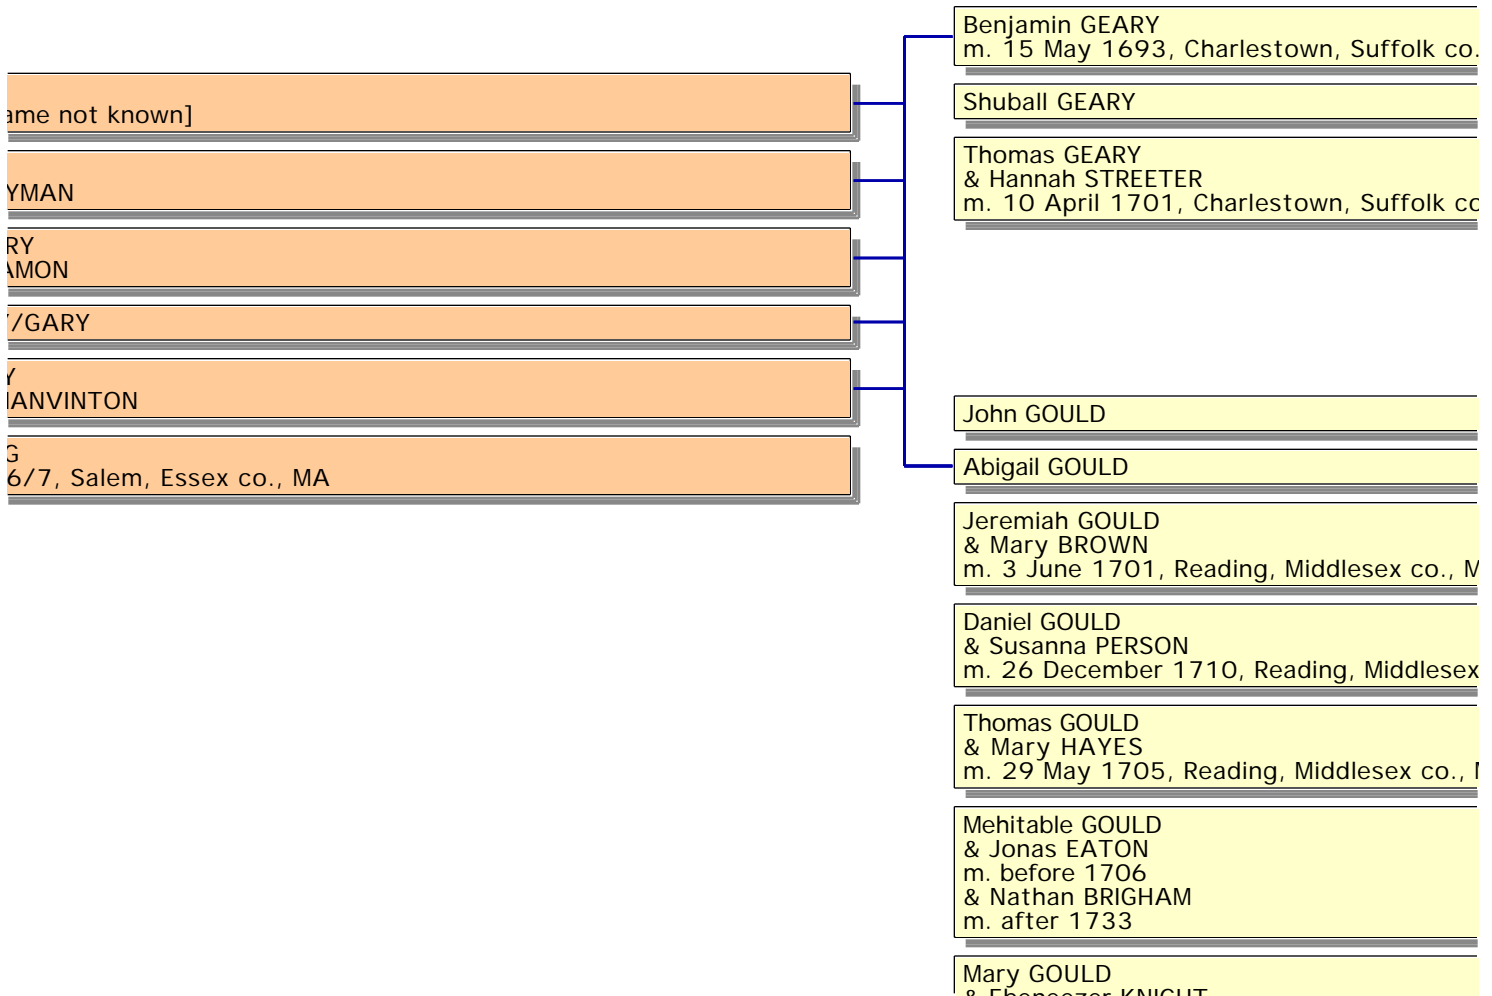 ame not known]
YMAN
RY
AMON
/GARY
Y
ANVINTON
G
6/7, Salem, Essex co., MA
Benjamin GEARY
m. 15 May 1693, Charlestown, Suffolk co.
Shuball GEARY
Thomas GEARY
& Hannah STREETER
m. 10 April 1701, Charlestown, Suffolk co
John GOULD
Abigail GOULD
Jeremiah GOULD
& Mary BROWN
m. 3 June 1701, Reading, Middlesex co., M
Daniel GOULD
& Susanna PERSON
m. 26 December 1710, Reading, Middlesex
Thomas GOULD
& Mary HAYES
m. 29 May 1705, Reading, Middlesex co.,
Mehitable GOULD
& Jonas EATON
m. before 1706
& Nathan BRIGHAM
m. after 1733
Mary GOULD
& Ebeneezer KNIGHT